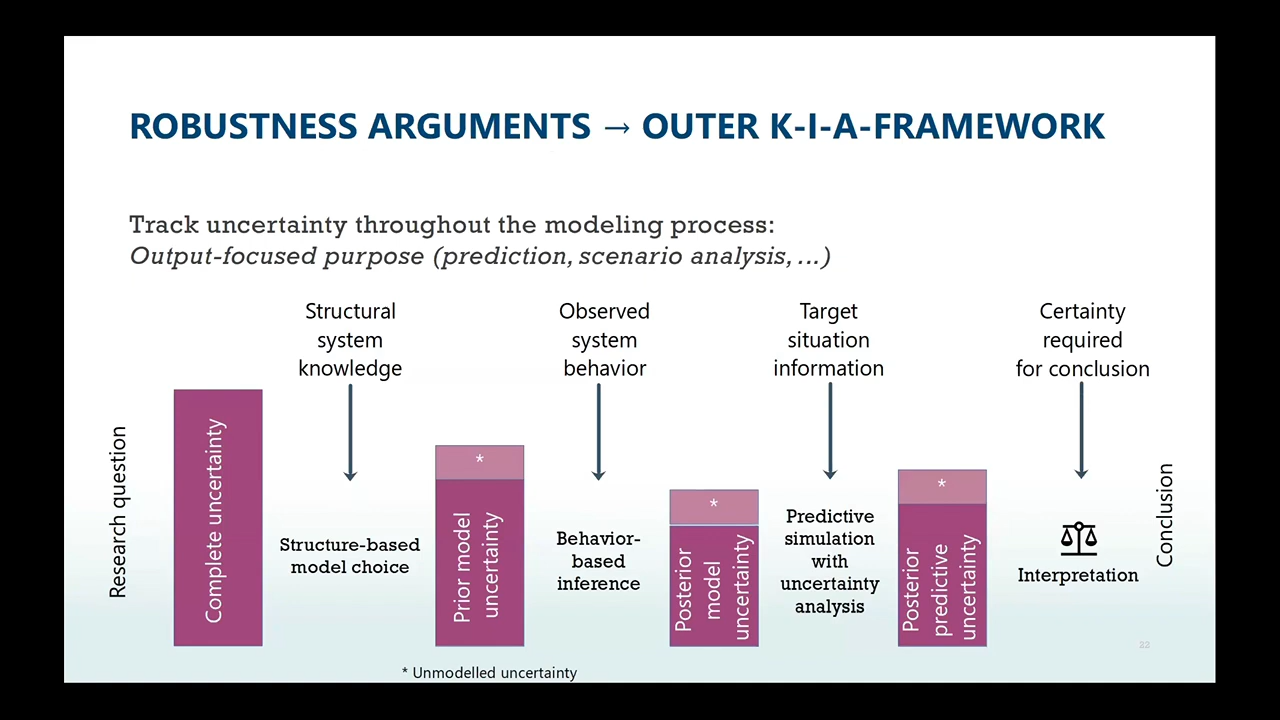 ROBUSTNESS ARGUMENTS → OUTER K-I-A-FRAMEWORK
Track uncertainty throughout the modeling process:
Output-focused purpose (prediction, scenario analysis, ...)
Structural
system
knowledge
Observed
system
behavior
Target
situation
information
Certainty
required
for conclusion
Research question
Complete uncertainty
Structure-based
model choice
*
Prior model
uncertainty
Behavior-
based
inference
*
Posterior
model
uncertainty
Predictive
simulation
with
uncertainty
analysis
*
Posterior
predictive
uncertainty
Interpretation
Conclusion
* Unmodelled uncertainty
22